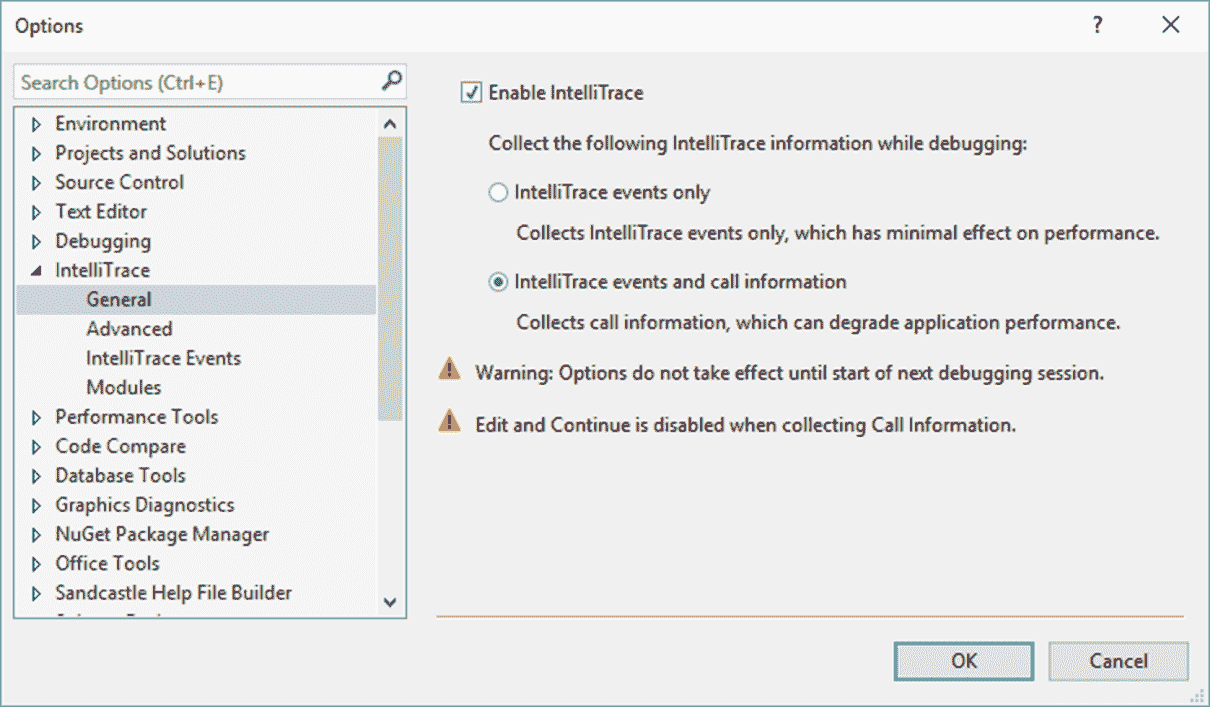 Options
?
Search Options (Ctrl+E)
Environment
Projects and Solutions
Source Control
Text Editor
Debugging
IntelliTrace
General
Advanced
IntelliTrace Events
Modules
Performance Tools
Code Compare
Database Tools
Graphics Diagnostics
NuGet Package Manager
Office Tools
Sandcastle Help File Builder
Enable IntelliTrace
Collect the following IntelliTrace information while debugging:
IntelliTrace events only
Collects IntelliTrace events only, which has minimal effect on performance.
IntelliTrace events and call information
Collects call information, which can degrade application performance.
Warning: Options do not take effect until start of next debugging session.
Edit and Continue is disabled when collecting Call Information.
OK
Cancel